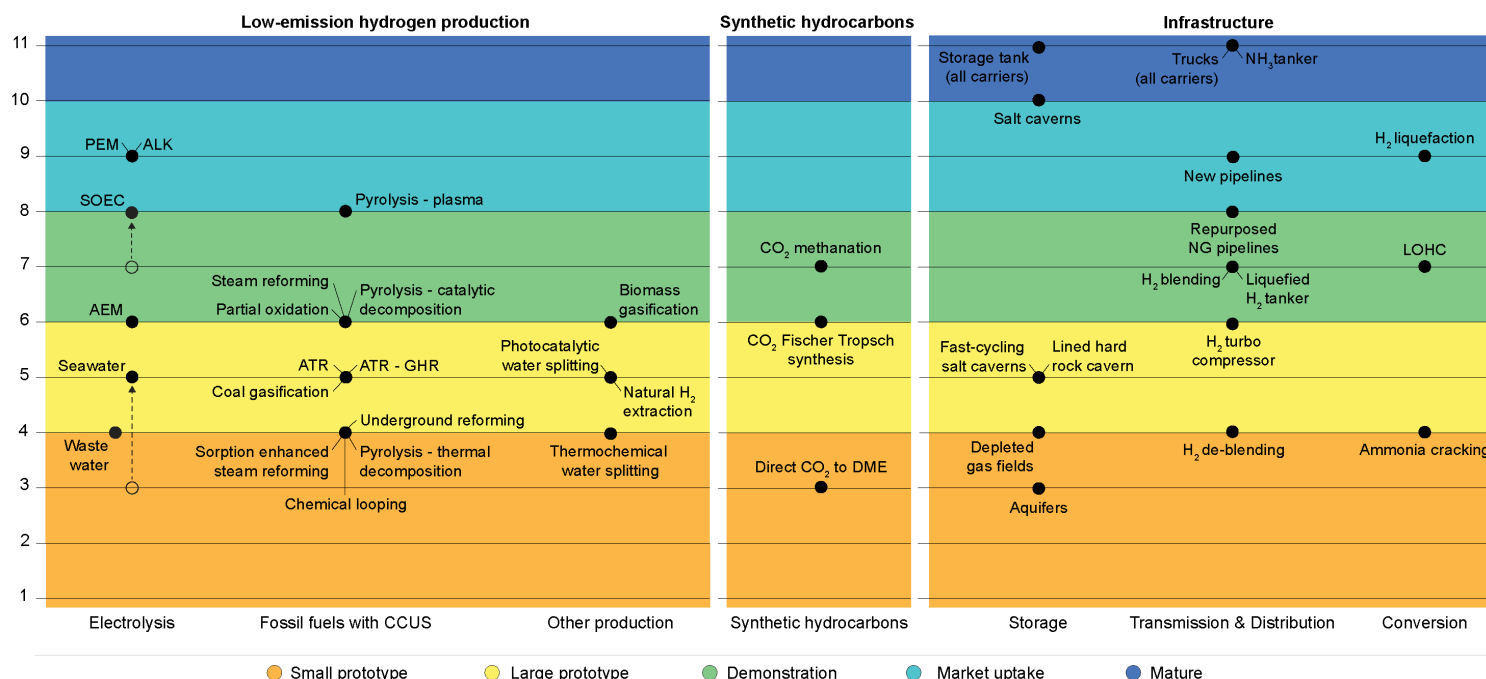 Low-emission hydrogen production
Synthetic hydrocarbons
Infrastructure
11
10
9
8
7
6
5
4
3
2
1
PEM
ALK
SOEC
AEM
Seawater
Waste
water
Pyrolysis - plasma
Steam reforming
Partial oxidation
Pyrolysis - catalytic
decomposition
ATR
ATR - GHR
Coal gasification
Underground reforming
Sorption enhanced
steam reforming
Pyrolysis - thermal
decomposition
Chemical looping
Biomass
gasification
Photocatalytic
water splitting
Natural H₂
extraction
Thermochemical
water splitting
CO₂ methanation
CO₂ Fischer Tropsch
synthesis
Direct CO₂ to DME
Storage tank
(all carriers)
Salt caverns
Fast-cycling
salt caverns
Lined hard
rock cavern
Depleted
gas fields
Aquifers
Trucks
(all carriers)
NH₃tanker
New pipelines
Repurposed
NG pipelines
H₂ blending
Liquefied
H₂ tanker
H₂ turbo
compressor
H₂ de-blending
H₂ liquefaction
LOHC
Ammonia cracking
Electrolysis
Fossil fuels with CCUS
Other production
Synthetic hydrocarbons
Storage
Transmission & Distribution
Conversion
Small prototype
Large prototype
Demonstration
Market uptake
Mature